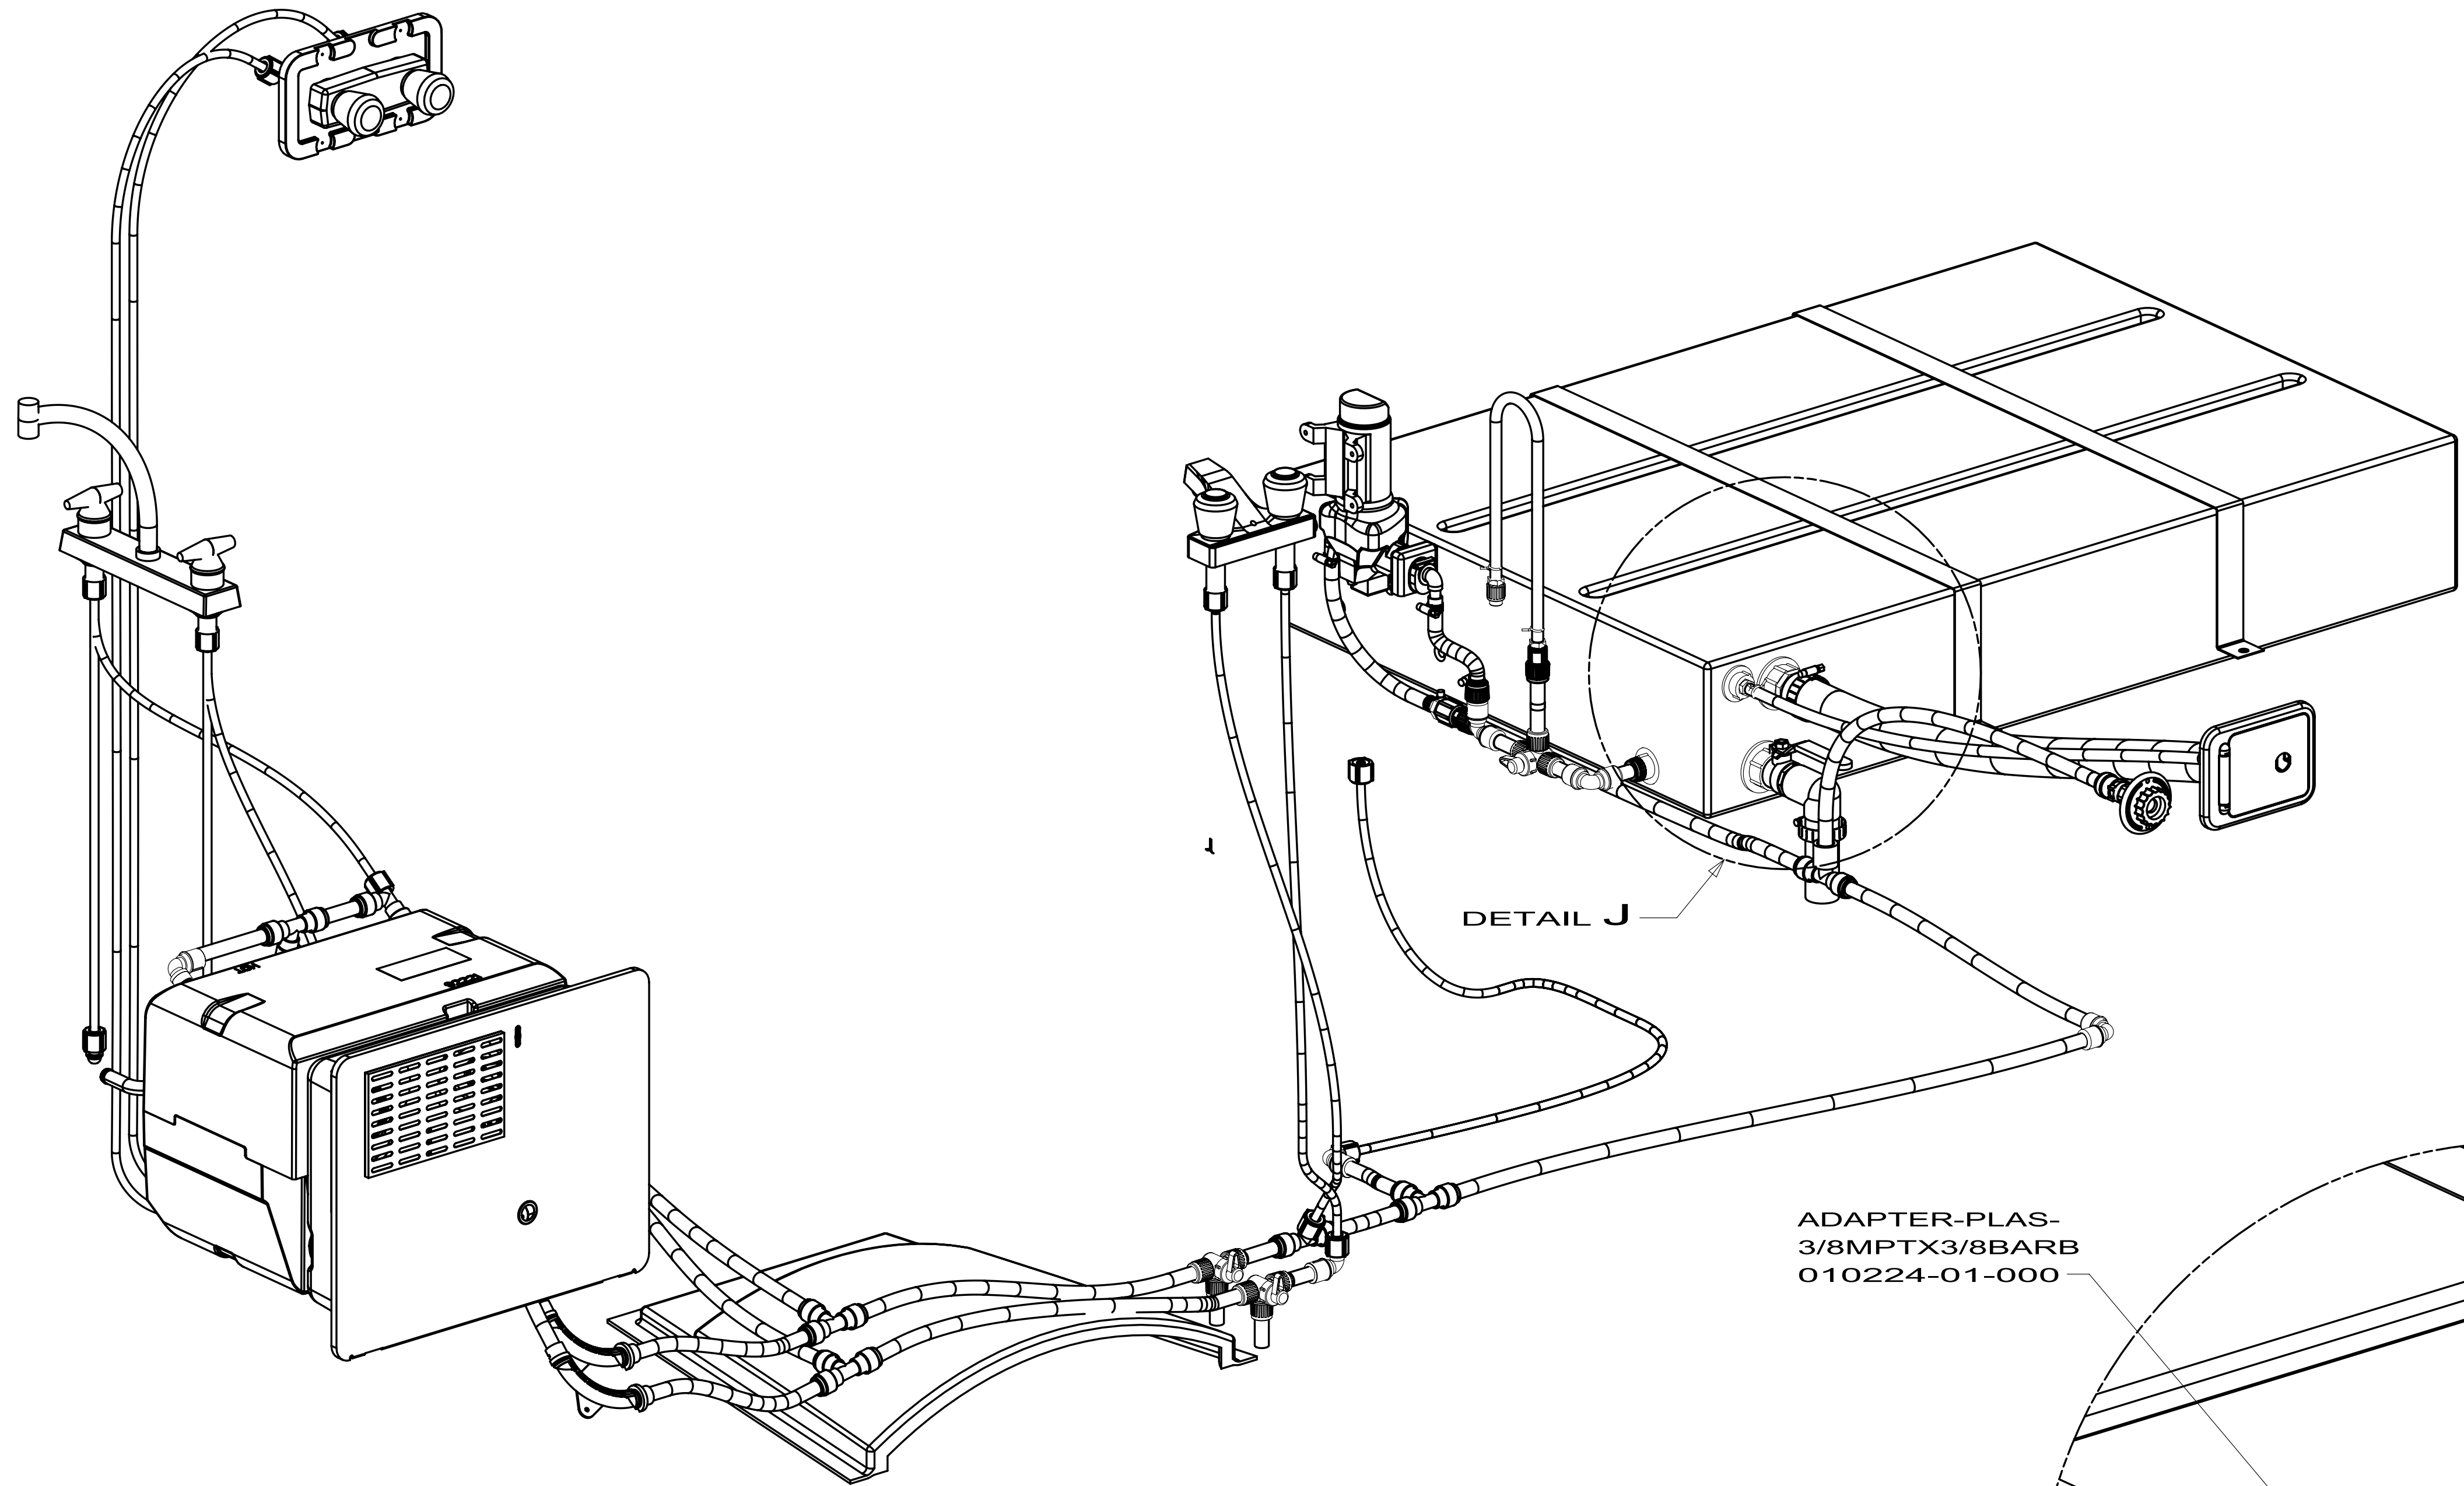 DETAIL J
ADAPTER-PLAS-
3/8MPTX3/8BARB
010224-01-000